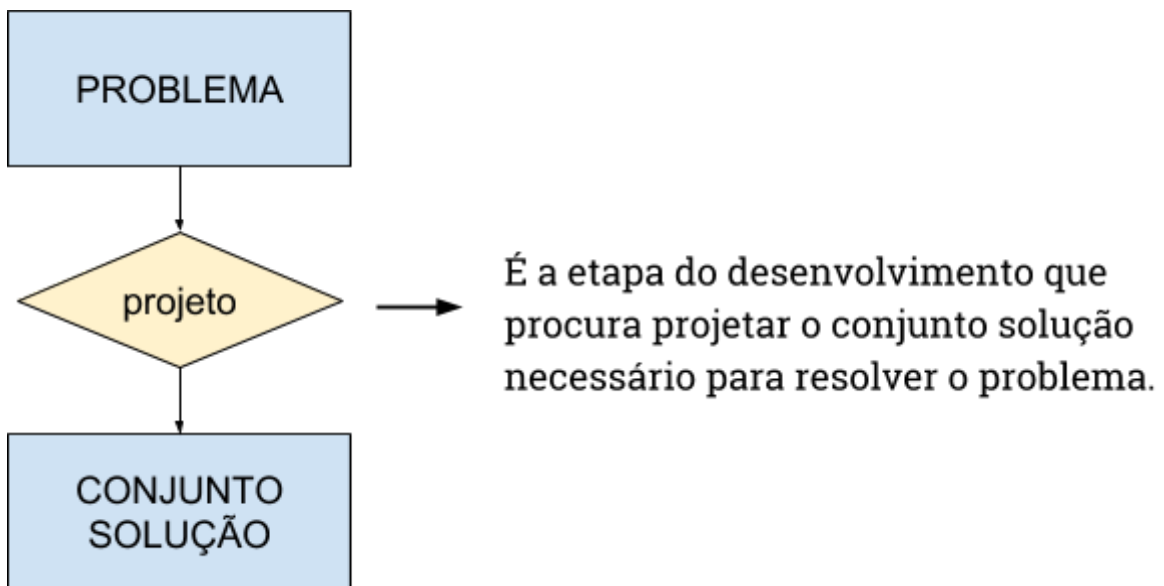 PROBLEMA
projeto
É a etapa do desenvolvimento que
procura projetar o conjunto solução
necessário para resolver o problema.
CONJUNTO
SOLUÇÃO